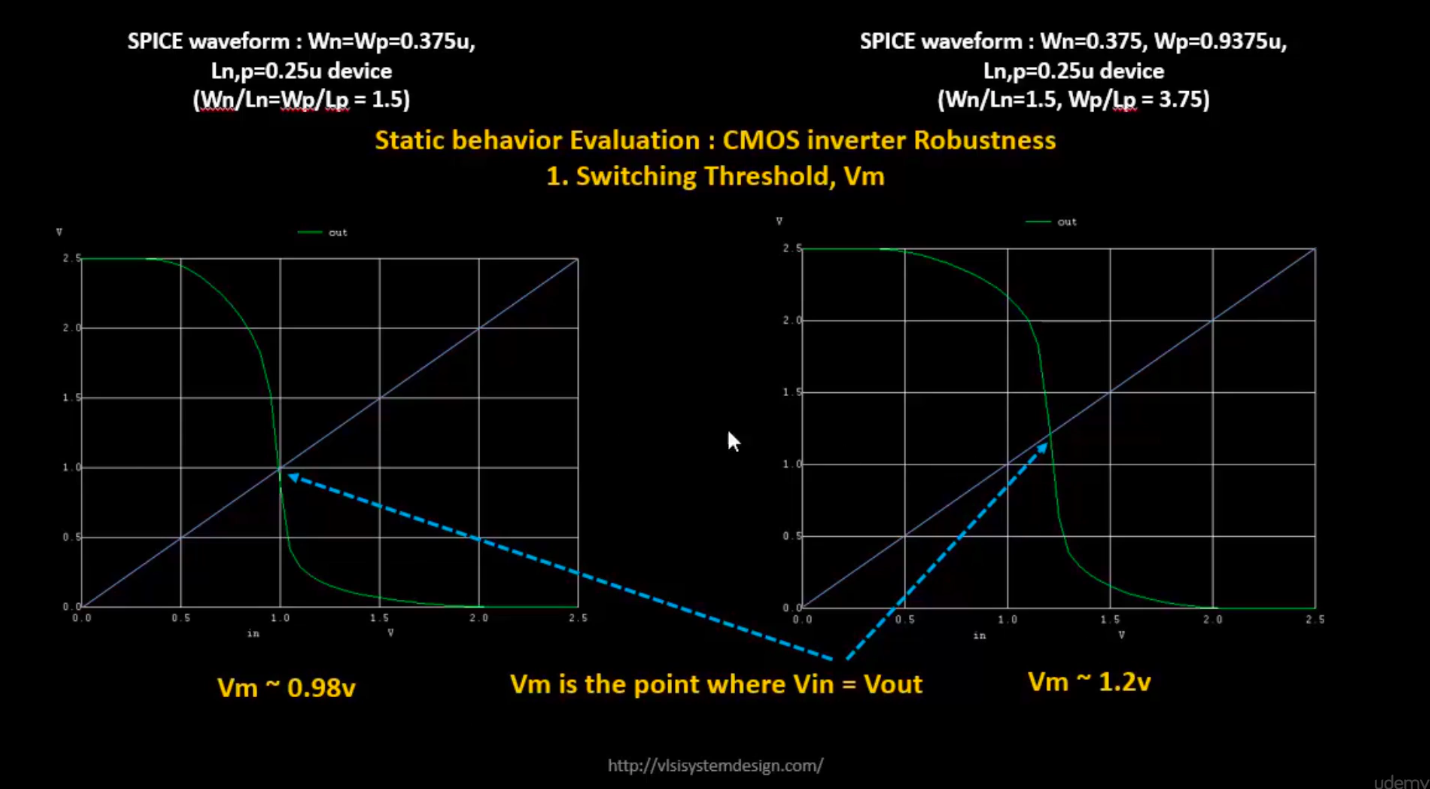 SPICE waveform : Wn=Wp=0.375u,
Ln,p=0.25u device
(Wn/Ln=Wp/Lp = 1.5)
SPICE waveform : Wn=0.375, Wp=0.9375u,
Ln,p=0.25u device
(Wn/Ln=1.5, Wp/Lp = 3.75)
Static behavior Evaluation : CMOS inverter Robustness
1. Switching Threshold, Vm
V
out
2.5
2.0
1.5
1.0
0.5
0.0
0.0 0.5 1.0 1.5 2.0 2.5
in V
V
out
2.5
2.0
1.5
1.0
0.5
0.0
0.0 0.5 1.0 1.5 2.0 2.5
in V
Vm ~ 0.98v
Vm is the point where Vin = Vout
Vm ~ 1.2v
http://vlsisystemdesign.com/
udemy